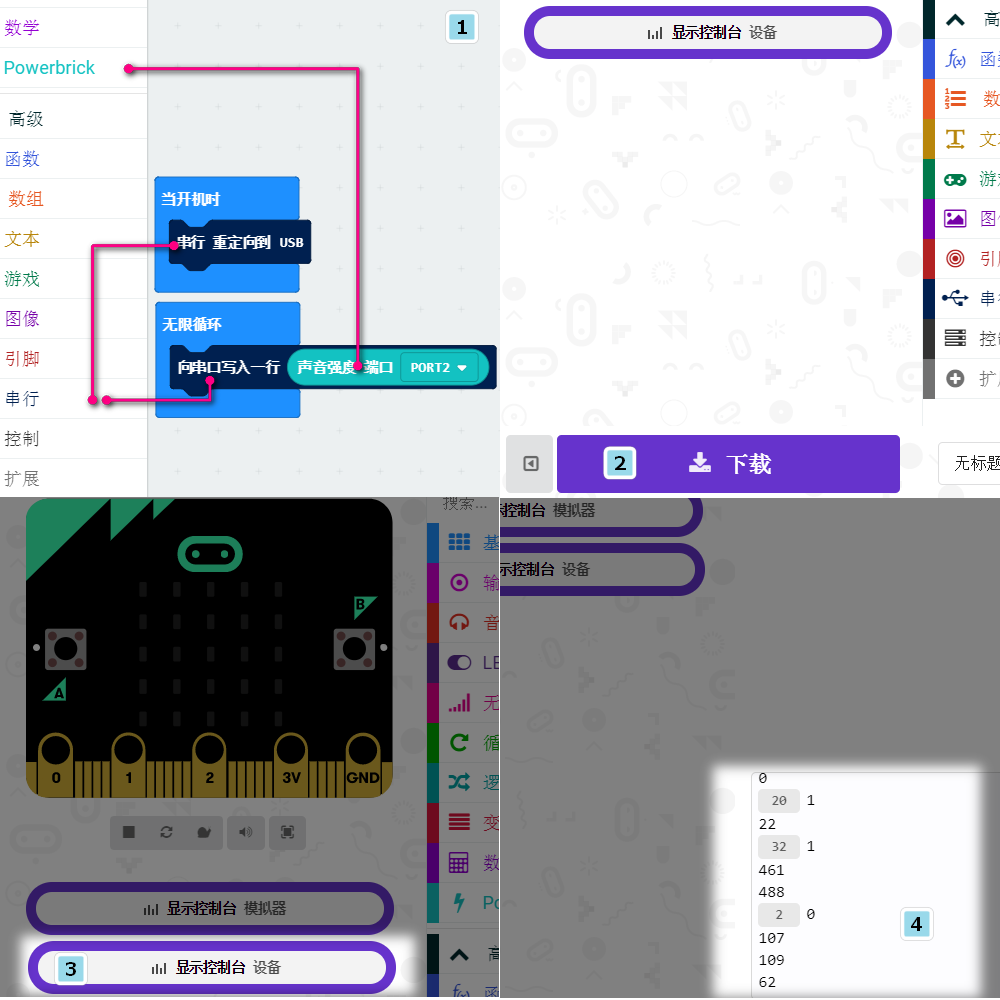 数学
1
Powerbrick
高级
函数
数组
文本
游戏
图像
引脚
串行
控制
扩展
当开机时
串行 重定向到 USB
无限循环
向串口写入一行 声音强度 端口 PORT2
显示控制台 设备
高
f(x) 函
数
文本
游戏
图
引
串行
控
扩
2 下载
无标题
B
A
0 1 2 3V GND
显示控制台 模拟器
3 显示控制台 设备
搜索...
基
输
音
LE
无
循
逻
变
数
Po
高
f(x) 函
示控制台 模拟器
示控制台 设备
0
20 1
22
32 1
461
488
2 0
107
109
62
4